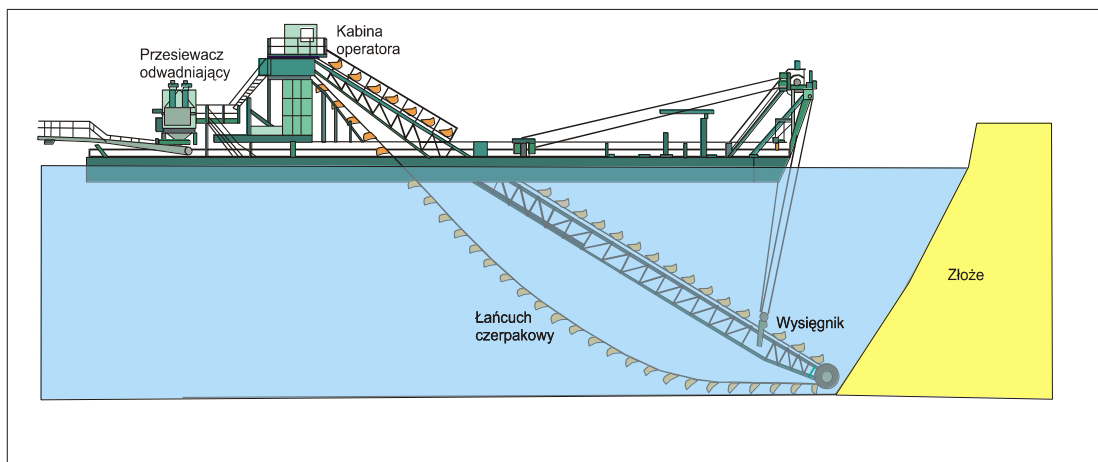 Kabina
operatora
Przesiewacz
odwadniający
Złoże
Łańcuch
czerpakowy
Wysięgnik